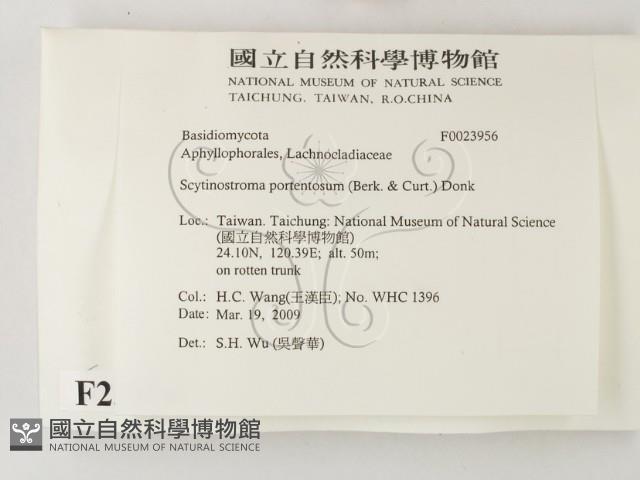 國立自然科學博物館
NATIONAL MUSEUM OF NATURAL SCIENCE
TAICHUNG, TAIWAN, R.O.CHINA
Basidiomycota F0023956
Aphyllophorales, Lachnocladiaceae
Scytinostroma portentosum (Berk. & Curt.) Donk
Loc.: Taiwan. Taichung: National Museum of Natural Science
(國立自然科學博物館)
24.10N, 120.39E; alt. 50m;
on rotten trunk
Col.: H.C. Wang(王漢臣); No. WHC 1396
Date: Mar. 19, 2009
Det.: S.H. Wu (吳聲華)
F2
國立自然科學博物館
NATIONAL MUSEUM OF NATURAL SCIENCE